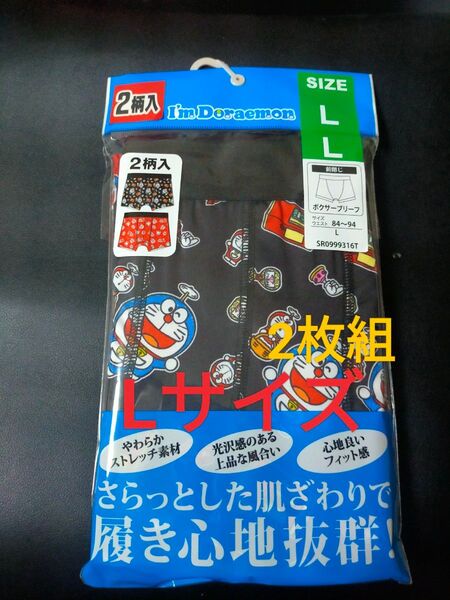 2柄入
I'm Doraemon
SIZE
L
L
2柄入
前閉じ
ボクサーブリーフ
サイズ
ウエスト 84〜94
L
SR0999316T
2枚組
Lサイズ
やわらか
ストレッチ素材
光沢感のある
上品な風合い
心地良い
フィット感
さらっとした肌ざわりで
履き心地抜群!